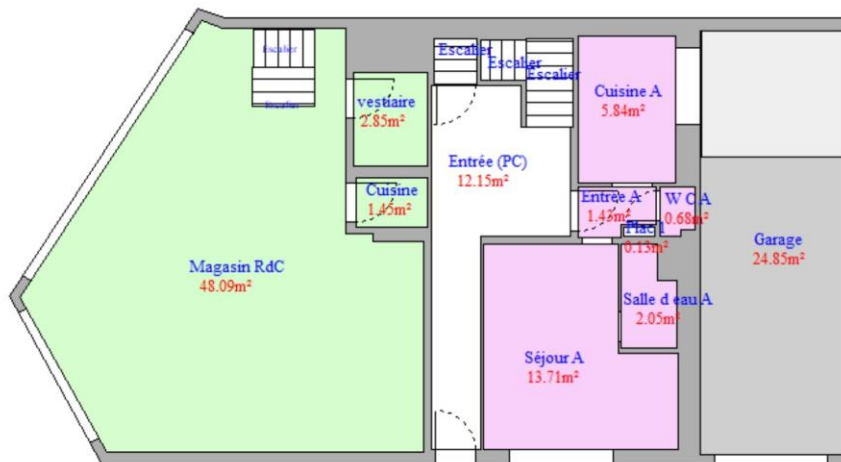 Escalier
Escalier
Escalier
Escalier
Escalier
Cuisine A
5.84m²
vestiaire
2.85m²
Entrée (PC)
12.15m²
Cuisine
1.45m²
Entrée A
1.43m²
W C A
0.68m²
Plac 1
0.13m²
Garage
24.85m²
Magasin RdC
48.09m²
Salle d eau A
2.05m²
Séjour A
13.71m²